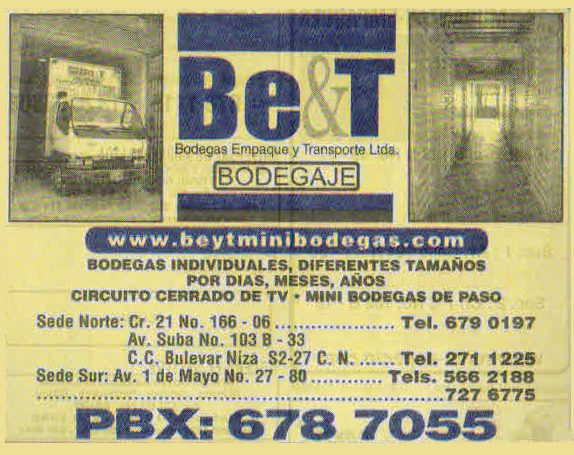 Be&T
Bodegas Empaque y Transporte Ltda.
BODEGAJE
www.beytminibodegas.com
BODEGAS INDIVIDUALES, DIFERENTES TAMAÑOS
POR DIAS, MESES, AÑOS
CIRCUITO CERRADO DE TV • MINI BODEGAS DE PASO
Sede Norte: Cr. 21 No. 166 - 06 .................... Tel. 679 0197
Av. Suba No. 103 B - 33
C.C. Bulevar Niza S2-27 C. N. ...... Tel. 271 1225
Sede Sur: Av. 1 de Mayo No. 27 - 80 ............ Tels. 566 2188
.................................................................. 727 6775
PBX: 678 7055